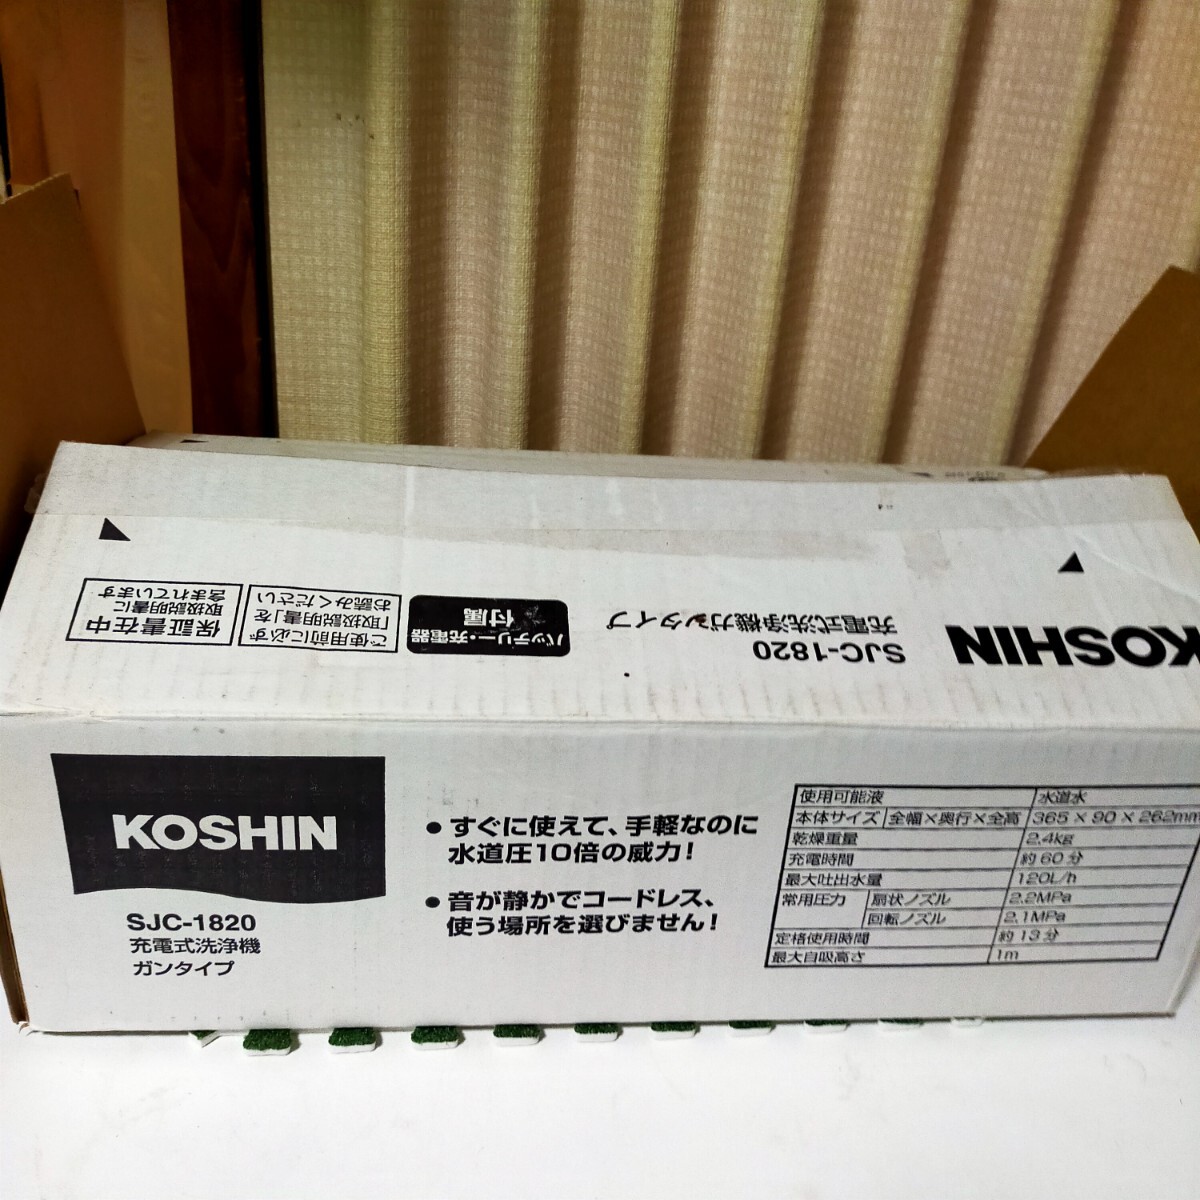 KOSHIN
SJC-1820
充電式洗浄機ガンタイプ
バッテリー・充電器
付属
ご使用前に必ず
「取扱説明書」を
お読みください
保証書在中
取扱説明書に
含まれています
KOSHIN
SJC-1820
充電式洗浄機
ガンタイプ
● すぐに使えて、手軽なのに
水道圧10倍の威力！
● 音が静かでコードレス、
使う場所を選びません！
使用可能液 水道水
本体サイズ 全幅×奥行×全高 365 × 90 × 262mm
乾燥重量 2.4kg
充電時間 約60分
最大吐出水量 120L/h
常用圧力 扇状ノズル 2.2MPa
回転ノズル 2.1MPa
定格使用時間 約13分
最大自吸高さ 1m